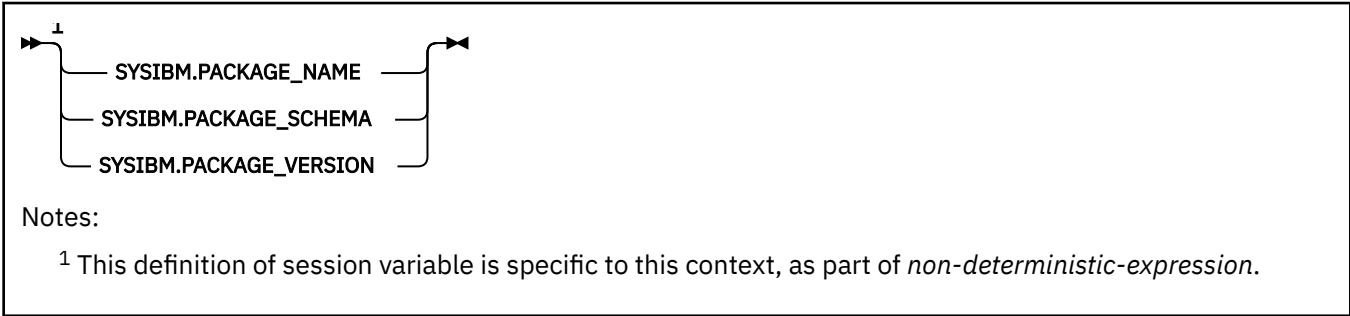 1
SYSIBM.PACKAGE_NAME
SYSIBM.PACKAGE_SCHEMA
SYSIBM.PACKAGE_VERSION
Notes:
1 This definition of session variable is specific to this context, as part of non-deterministic-expression.